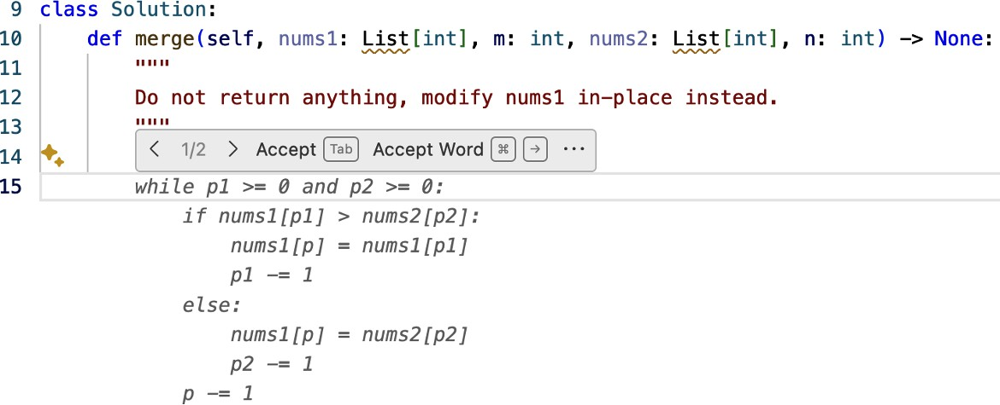 9 class Solution:
10 def merge(self, nums1: List[int], m: int, nums2: List[int], n: int) -> None:
11 """
12 Do not return anything, modify nums1 in-place instead.
13 """
1/2 Accept Tab Accept Word ⌘ → ···
14
15 while p1 >= 0 and p2 >= 0:
if nums1[p1] > nums2[p2]:
nums1[p] = nums1[p1]
p1 -= 1
else:
nums1[p] = nums2[p2]
p2 -= 1
p -= 1